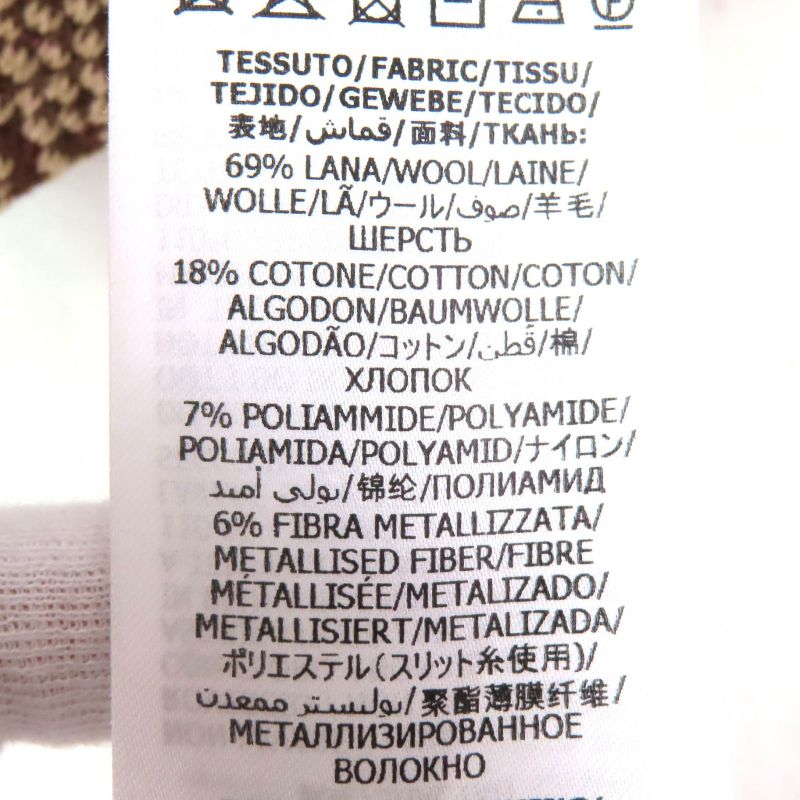 TESSUTO/FABRIC/TISSU/
TEJIDO/GEWEBE/TECIDO/
表地/قماش/面料/ТКАНЬ:
69% LANA/WOOL/LAINE/
WOLLE/LÃ/ウール/صوف/羊毛/
ШЕРСТЬ
18% COTONE/COTTON/COTON/
ALGODON/BAUMWOLLE/
ALGODÃO/コットン/قطن/棉/
ХЛОПОК
7% POLIAMMIDE/POLYAMIDE/
POLIAMIDA/POLYAMID/ナイロン/
بولي أميد/锦纶/ПОЛИАМИД
6% FIBRA METALLIZZATA/
METALLISED FIBER/FIBRE
MÉTALLISÉE/METALIZADO/
METALLISIERT/METALIZADA/
ポリエステル(スリット糸使用)/
بوليستر ممعدن/聚酯薄膜纤维/
МЕТАЛЛИЗИРОВАННОЕ
ВОЛОКНО